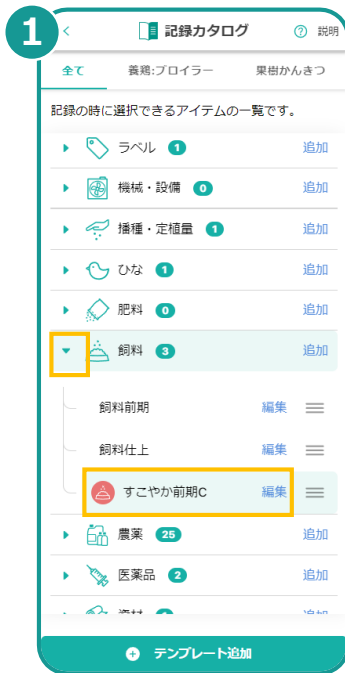 1
< 記録カタログ ? 説明
全て 養鶏:ブロイラー 果樹かんきつ
記録の時に選択できるアイテムの一覧です。
ラベル 1 追加
機械・設備 0 追加
播種・定植量 1 追加
ひな 1 追加
肥料 0 追加
飼料 3 追加
飼料前期 編集
飼料仕上 編集
すこやか前期C 編集
農薬 25 追加
医薬品 2 追加
テンプレート追加